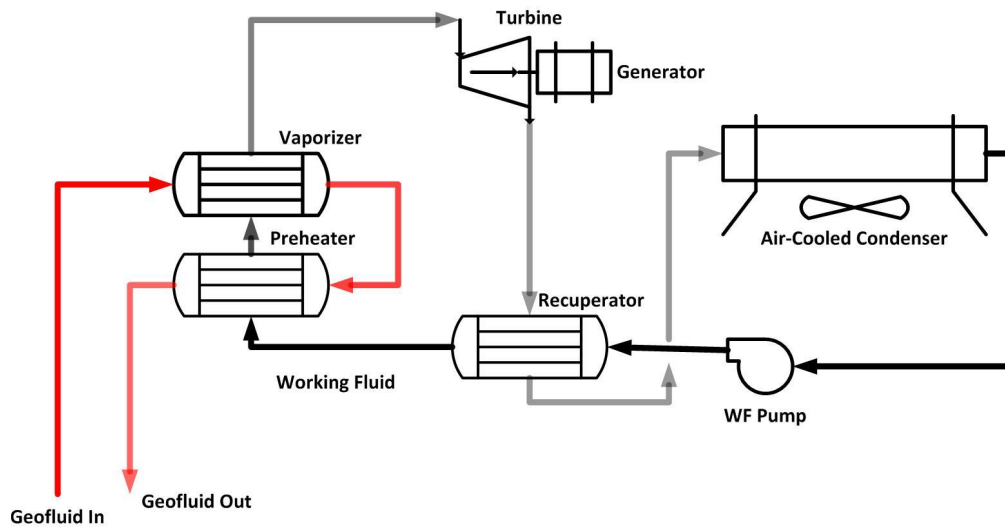 Turbine
Generator
Vaporizer
Preheater
Air-Cooled Condenser
Recuperator
Working Fluid
WF Pump
Geofluid Out
Geofluid In